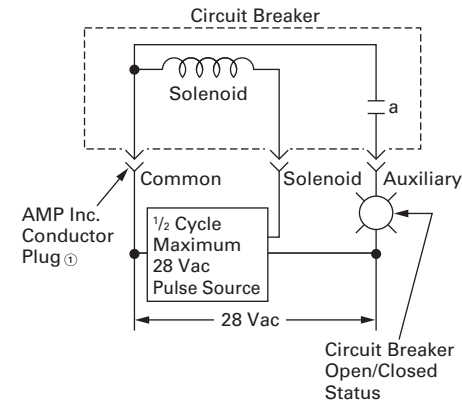 Circuit Breaker
Solenoid
a
Common
Solenoid
Auxiliary
AMP Inc.
Conductor
Plug ①
1/2 Cycle
Maximum
28 Vac
Pulse Source
28 Vac
Circuit Breaker
Open/Closed
Status